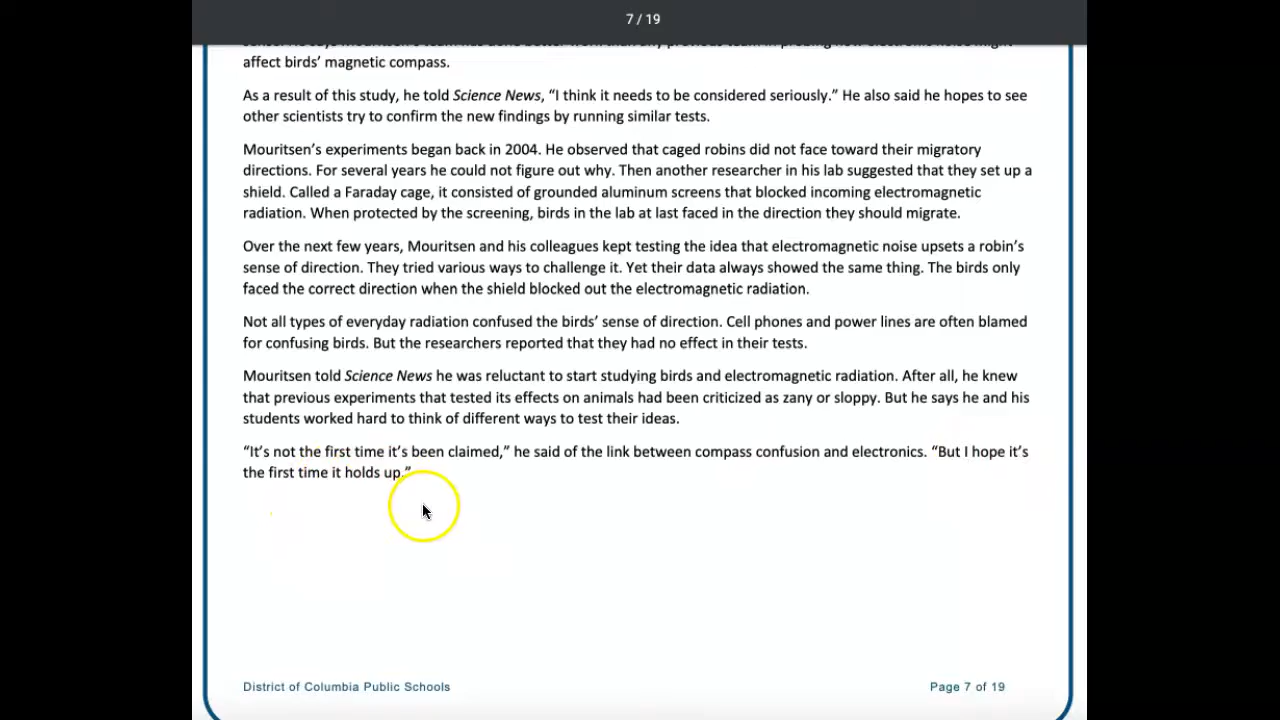 7 / 19
affect birds’ magnetic compass.
As a result of this study, he told Science News, “I think it needs to be considered seriously.” He also said he hopes to see
other scientists try to confirm the new findings by running similar tests.
Mouritsen’s experiments began back in 2004. He observed that caged robins did not face toward their migratory
directions. For several years he could not figure out why. Then another researcher in his lab suggested that they set up a
shield. Called a Faraday cage, it consisted of grounded aluminum screens that blocked incoming electromagnetic
radiation. When protected by the screening, birds in the lab at last faced in the direction they should migrate.
Over the next few years, Mouritsen and his colleagues kept testing the idea that electromagnetic noise upsets a robin’s
sense of direction. They tried various ways to challenge it. Yet their data always showed the same thing. The birds only
faced the correct direction when the shield blocked out the electromagnetic radiation.
Not all types of everyday radiation confused the birds’ sense of direction. Cell phones and power lines are often blamed
for confusing birds. But the researchers reported that they had no effect in their tests.
Mouritsen told Science News he was reluctant to start studying birds and electromagnetic radiation. After all, he knew
that previous experiments that tested its effects on animals had been criticized as zany or sloppy. But he says he and his
students worked hard to think of different ways to test their ideas.
“It’s not the first time it’s been claimed,” he said of the link between compass confusion and electronics. “But I hope it’s
the first time it holds up.”
District of Columbia Public Schools
Page 7 of 19